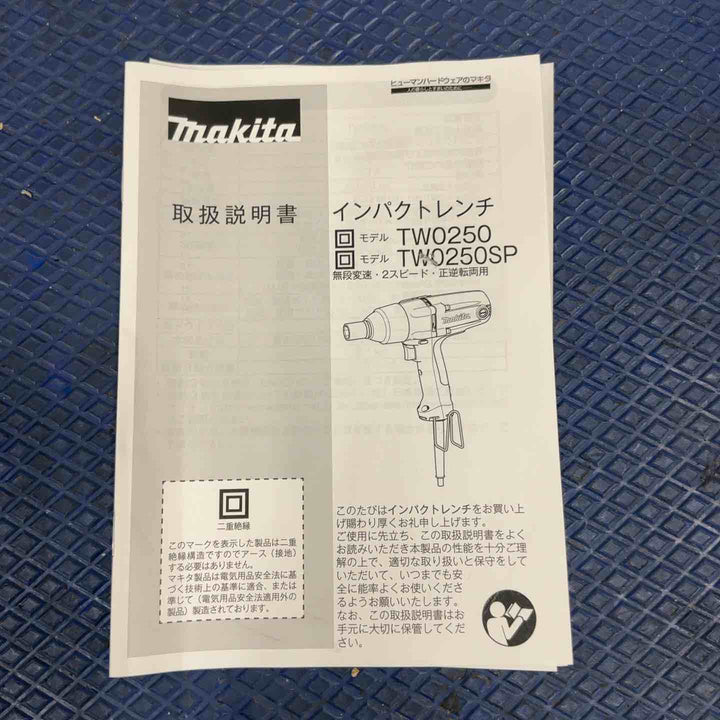 ヒューマンハードウェアのマキタ
人の暮らしとすまいのために
makita
取扱説明書
インパクトレンチ
モデル TW0250
モデル TW0250SP
無段変速・2スピード・正逆転両用
makita
二重絶縁
このマークを表示した製品は二重
絶縁構造ですのでアース(接地)
する必要はありません。
マキタ製品は電気用品安全法に基
づく技術上の基準に適合、または
準じて(電気用品安全法適用外の
製品)製造されております。
このたびはインパクトレンチをお買い上
げ賜わり厚くお礼申し上げます。
ご使用に先立ち、この取扱説明書をよく
お読みいただき本製品の性能を十分ご理
解の上で、適切な取り扱いと保守をして
いただいて、いつまでも安
全に能率よくお使いくださ
るようお願いいたします。
なお、この取扱説明書はお
手元に大切に保管してくだ
さい。